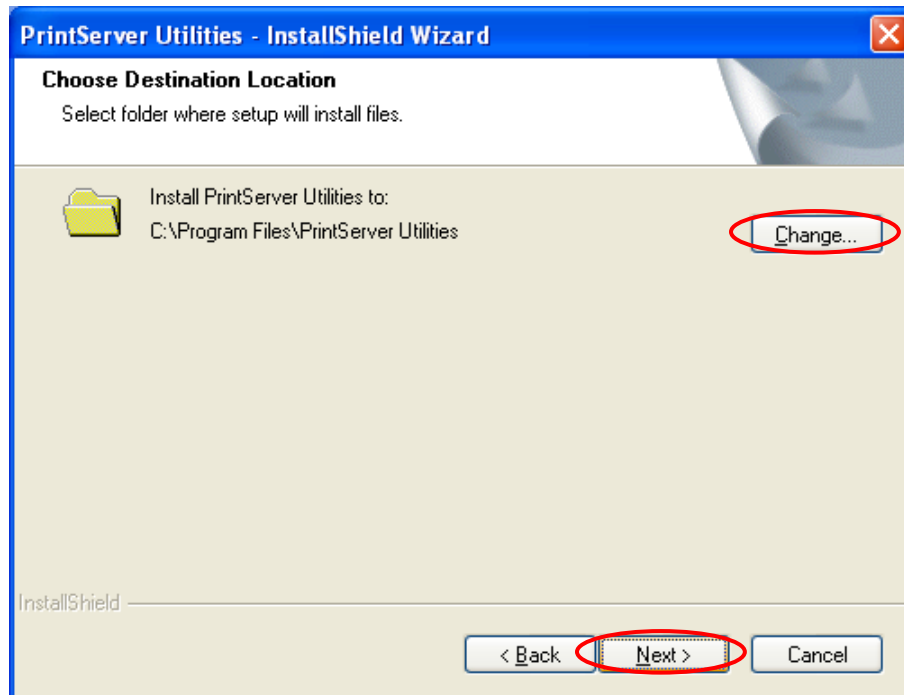 PrintServer Utilities - InstallShield Wizard
Choose Destination Location
Select folder where setup will install files.
Install PrintServer Utilities to:
C:\Program Files\PrintServer Utilities
Change...
InstallShield
< Back
Next >
Cancel